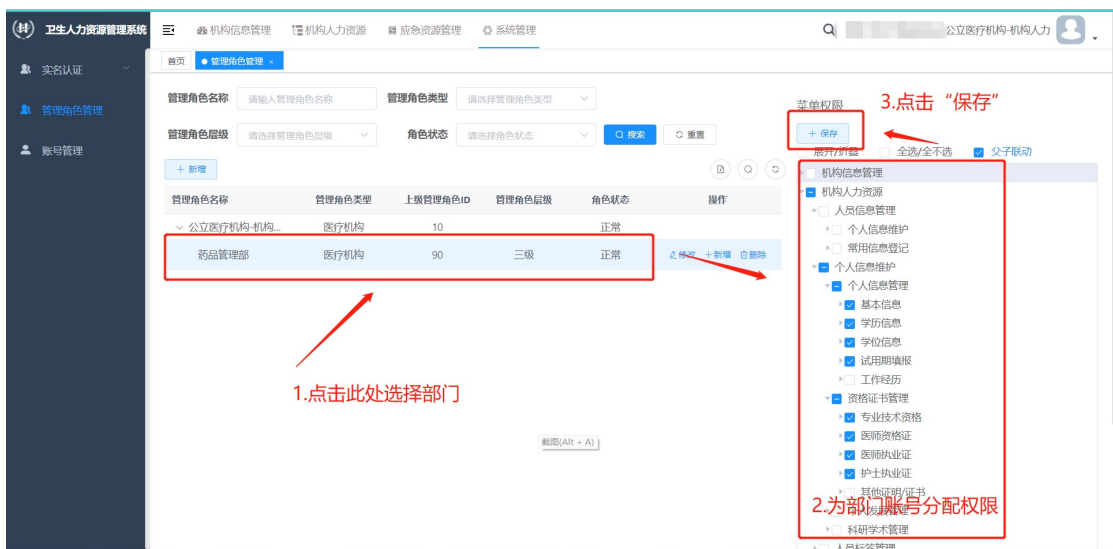 卫生人力资源管理系统
机构信息管理 机构人力资源 应急资源管理 系统管理
公立医疗机构-机构人力
实名认证
管理角色管理
账号管理
首页 管理角色管理 ×
管理角色名称 请输入管理角色名称 管理角色类型 请选择管理角色类型
管理角色层级 请选择管理角色层级 角色状态 请选择角色状态 搜索 重置
+ 新增
管理角色名称 管理角色类型 上级管理角色ID 管理角色层级 角色状态 操作
公立医疗机构-机构... 医疗机构 10 正常
药品管理部 医疗机构 90 三级 正常 修改 +新增 删除
1.点击此处选择部门
截图(Alt + A)
菜单权限
3.点击“保存”
+ 保存
展开/折叠 全选/全不选 父子联动
机构信息管理
机构人力资源
人员信息管理
个人信息维护
常用信息登记
个人信息维护
个人信息管理
基本信息
学历信息
学位信息
试用期填报
工作经历
资格证书管理
专业技术资格
医师资格证
医师执业证
护士执业证
其他证明/证书
2.为部门账号分配权限
科研学术管理
人员标签管理